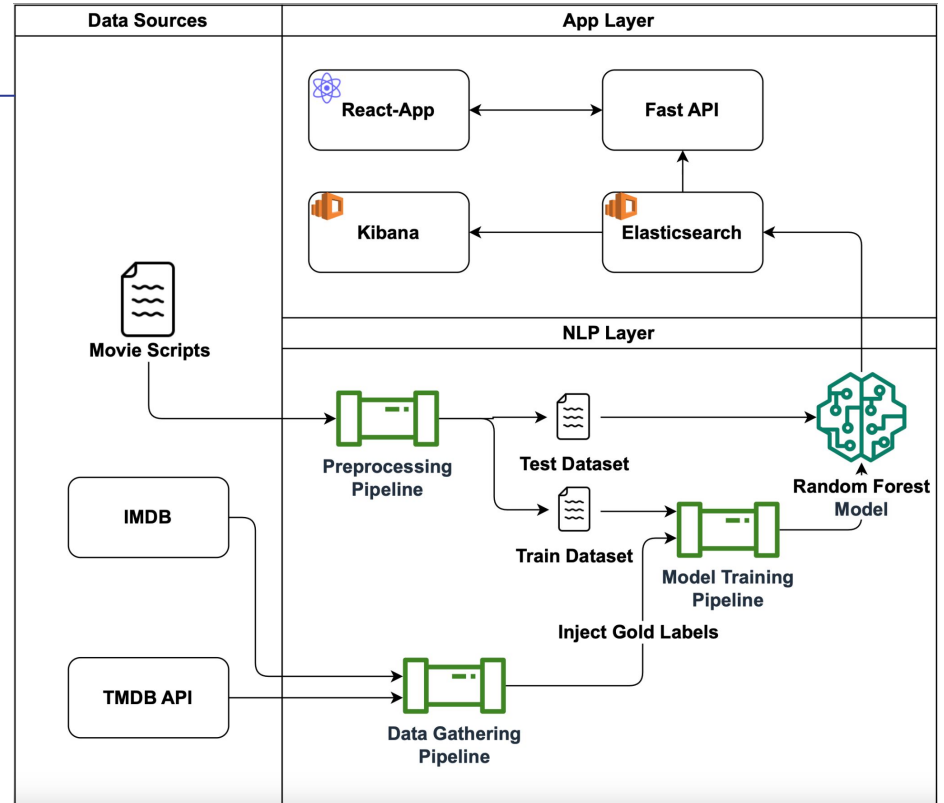 Data Sources
App Layer
React-App
Fast API
Kibana
Elasticsearch
Movie Scripts
NLP Layer
Preprocessing
Pipeline
Test Dataset
Train Dataset
Random Forest
Model
IMDB
Model Training
Pipeline
Inject Gold Labels
TMDB API
Data Gathering
Pipeline